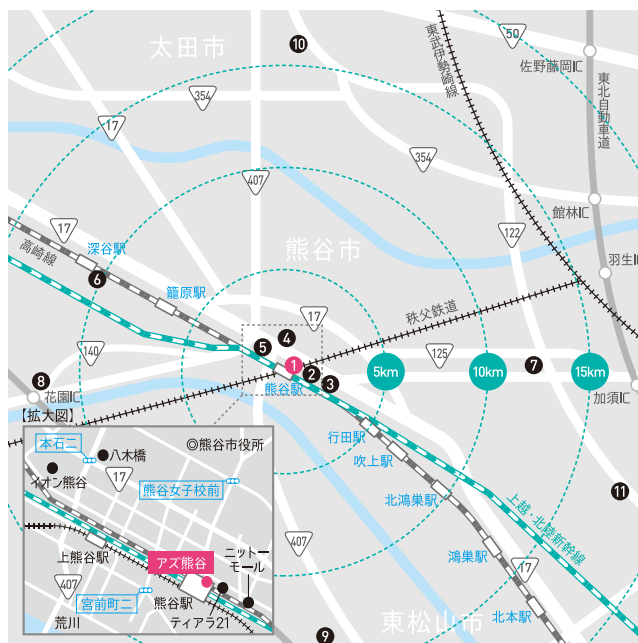 太田市
10
東武伊勢崎線
50
佐野藤岡IC
東北自動車道
17
354
407
354
館林IC
17
深谷駅
熊谷市
122
羽生IC
高崎線
6
籠原駅
秩父鉄道
17
4
5
140
1
2
3
熊谷駅
5km
125
10km
7
15km
8
花園IC
加須IC
【拡大図】
行田駅
吹上駅
北鴻巣駅
上越・北陸新幹線
11
407
鴻巣駅
17
北本駅
東松山市
9
本石二
八木橋
◎熊谷市役所
イオン熊谷
17
熊谷女子校前
上熊谷駅
アズ熊谷
ニットー
モール
407
宮前町二
熊谷駅
ティアラ21
荒川